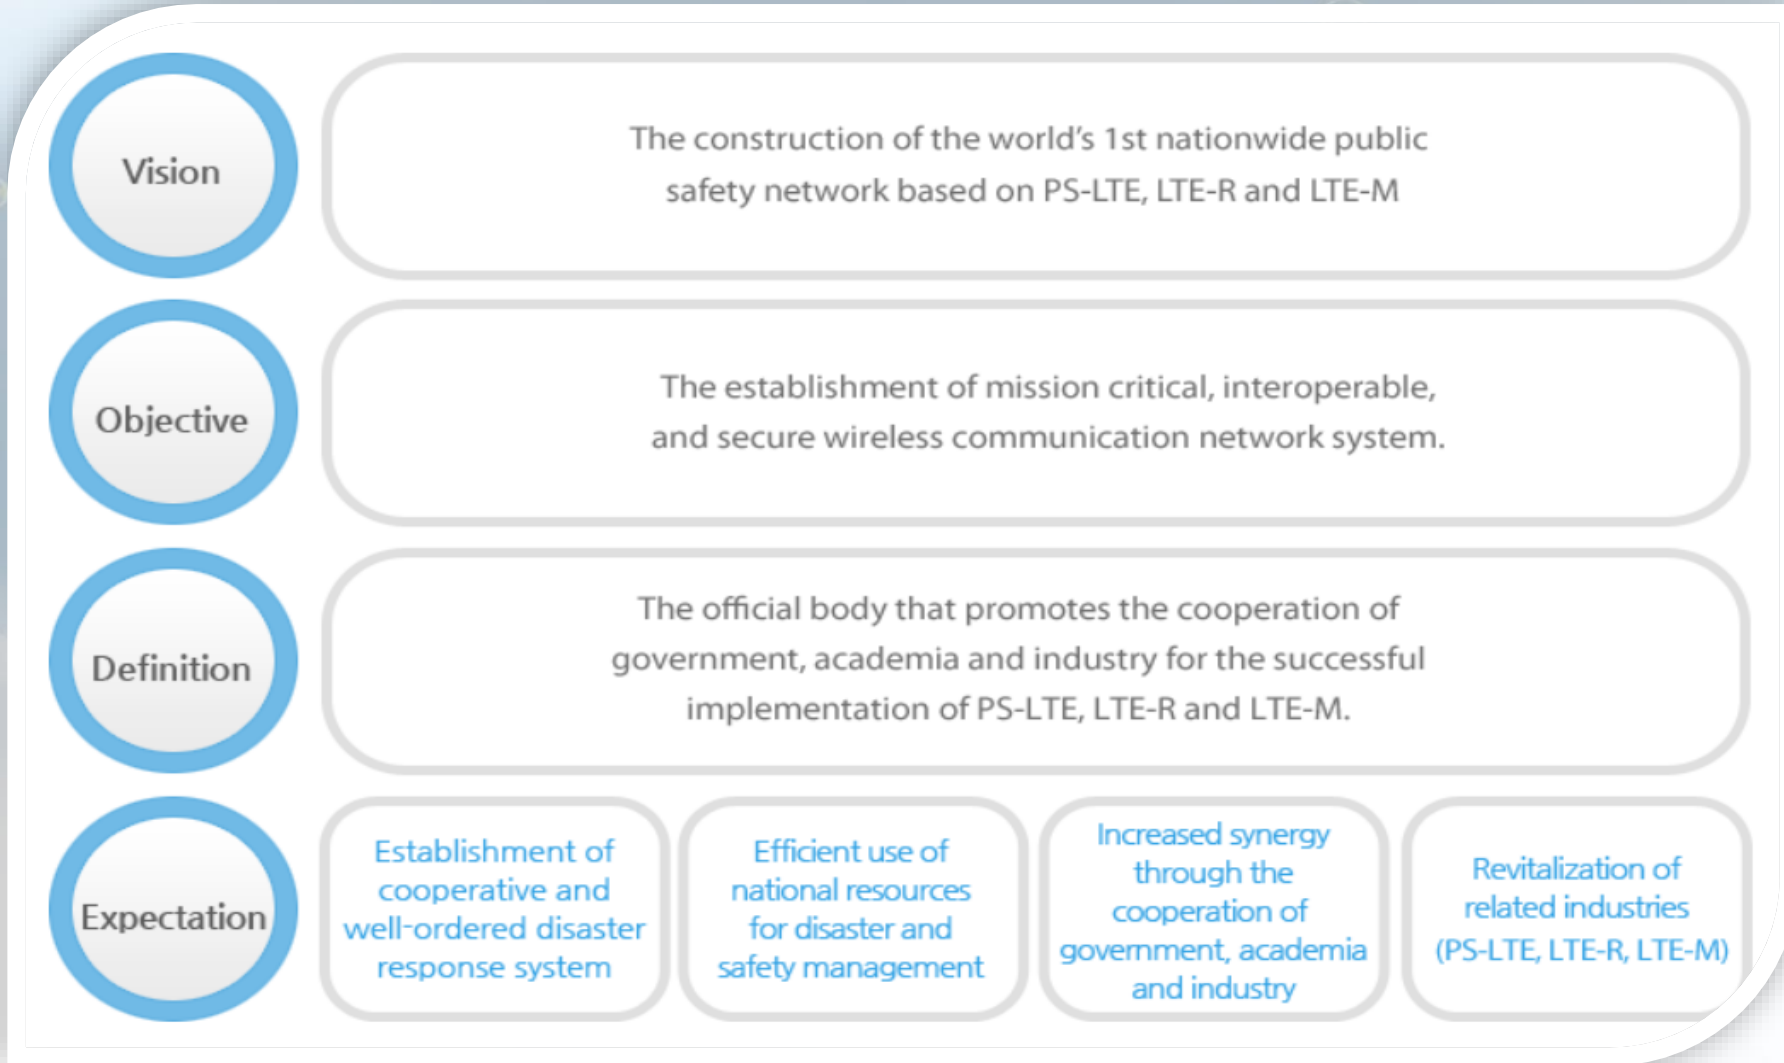 Vision
The construction of the world's 1st nationwide public
safety network based on PS-LTE, LTE-R and LTE-M
Objective
The establishment of mission critical, interoperable,
and secure wireless communication network system.
Definition
The official body that promotes the cooperation of
government, academia and industry for the successful
implementation of PS-LTE, LTE-R and LTE-M.
Expectation
Establishment of
cooperative and
well-ordered disaster
response system
Efficient use of
national resources
for disaster and
safety management
Increased synergy
through the
cooperation of
government, academia
and industry
Revitalization of
related industries
(PS-LTE, LTE-R, LTE-M)